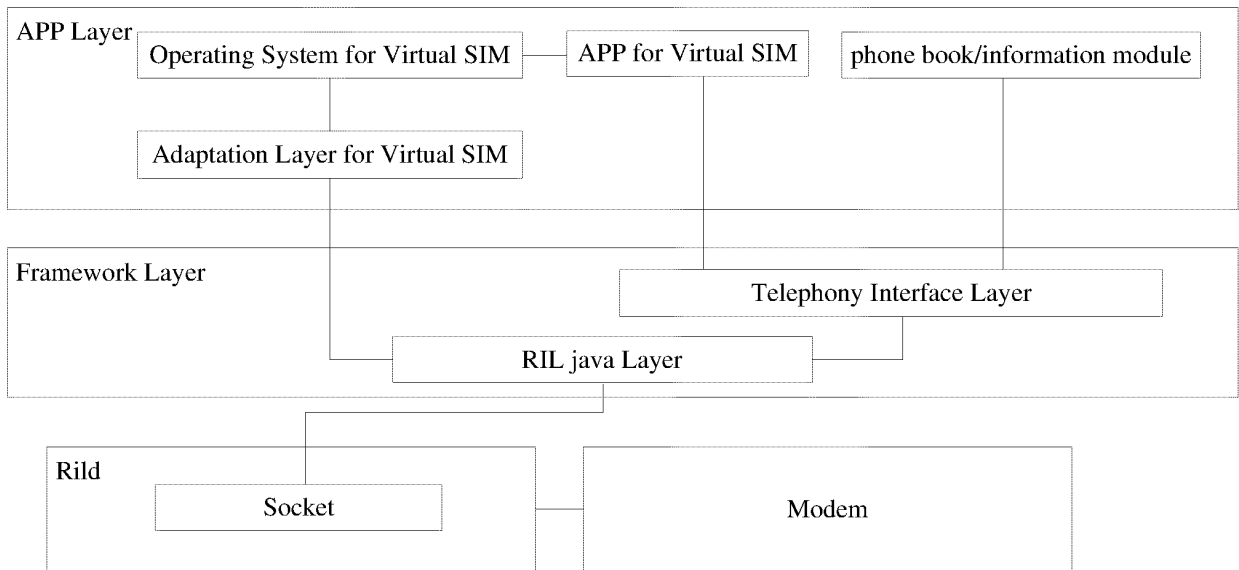 APP Layer
Operating System for Virtual SIM
APP for Virtual SIM
phone book/information module
Adaptation Layer for Virtual SIM
Framework Layer
Telephony Interface Layer
RIL java Layer
Rild
Socket
Modem